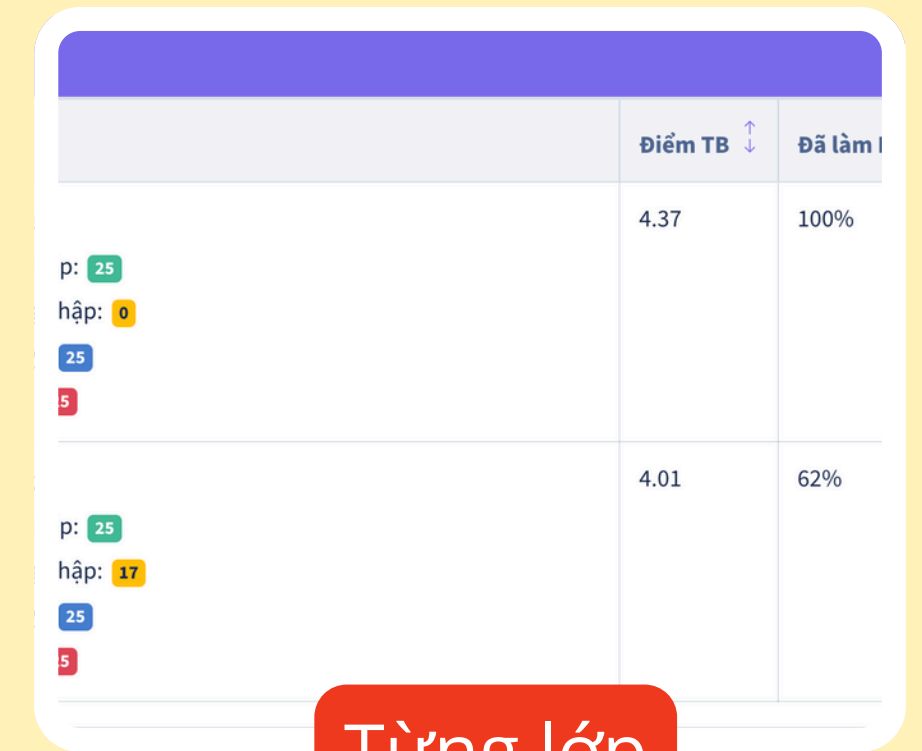 Điểm TB
Đã làm
4.37
100%
p: 25
hập: 0
25
5
4.01
62%
p: 25
hập: 17
25
5
Từng lớp